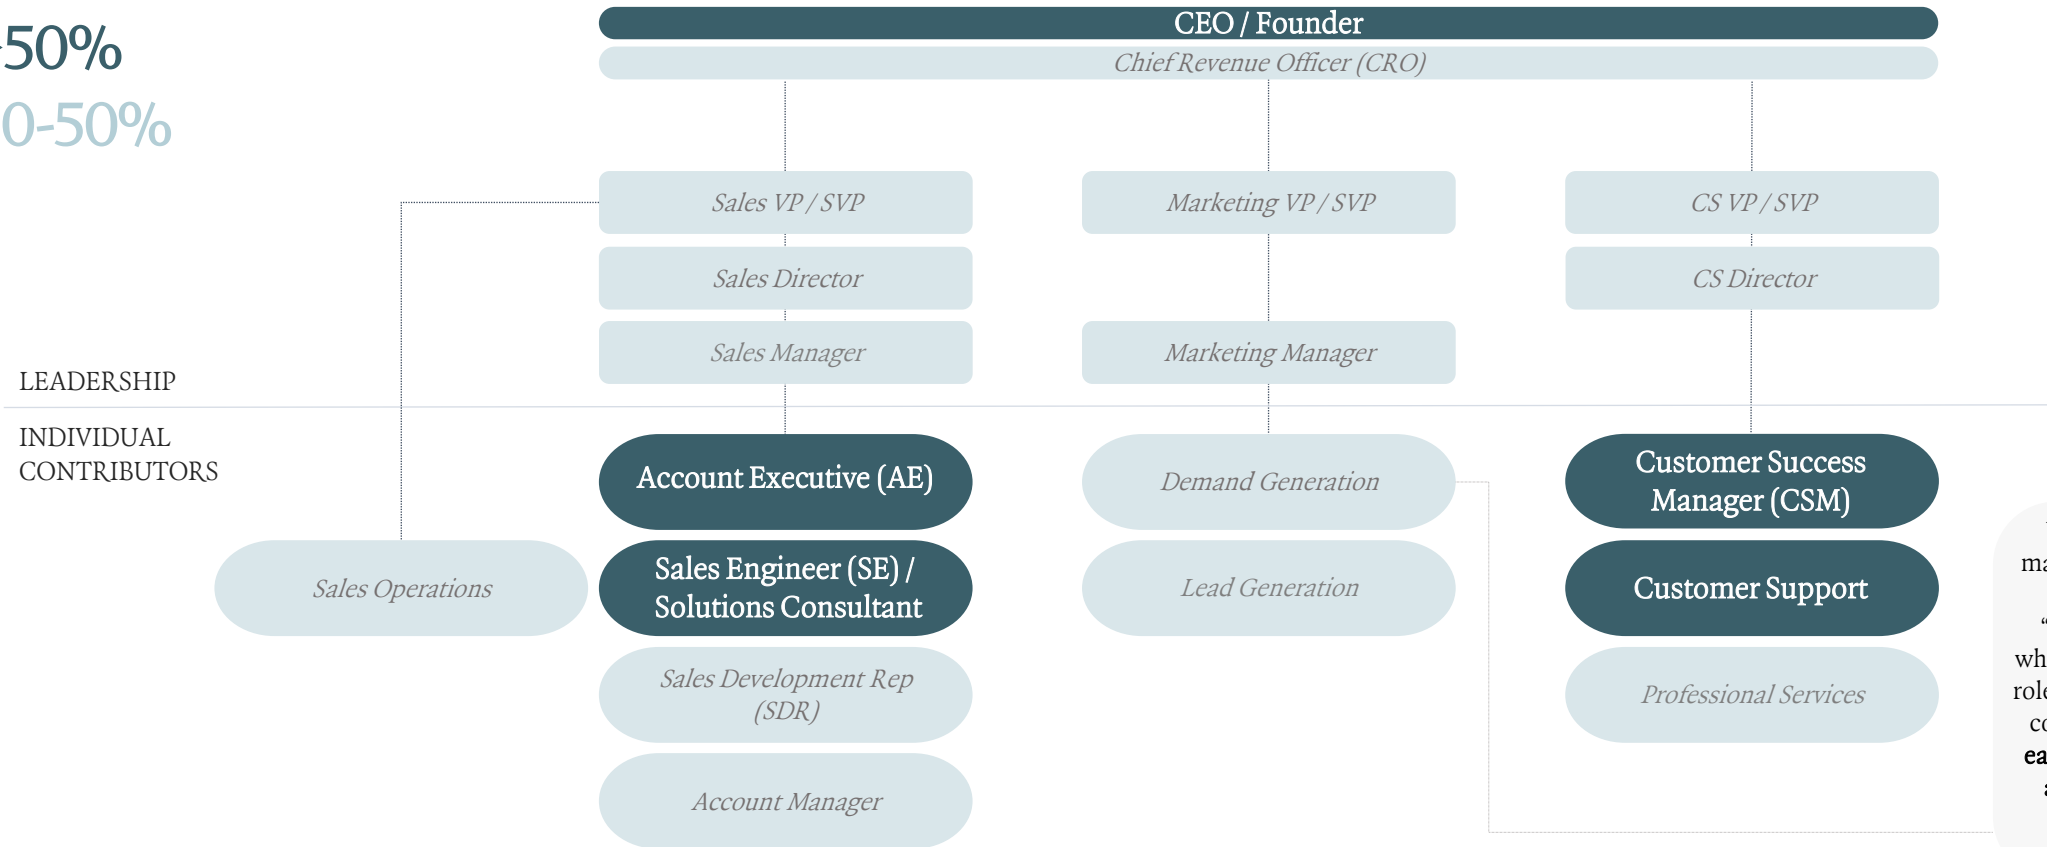 50%
0-50%
CEO / Founder
Chief Revenue Officer (CRO)
Sales VP / SVP
Marketing VP / SVP
CS VP / SVP
Sales Director
CS Director
Sales Manager
Marketing Manager
LEADERSHIP
INDIVIDUAL
CONTRIBUTORS
Account Executive (AE)
Demand Generation
Customer Success
Manager (CSM)
Sales Operations
Sales Engineer (SE) /
Solutions Consultant
Lead Generation
Customer Support
Sales Development Rep
(SDR)
Professional Services
Account Manager